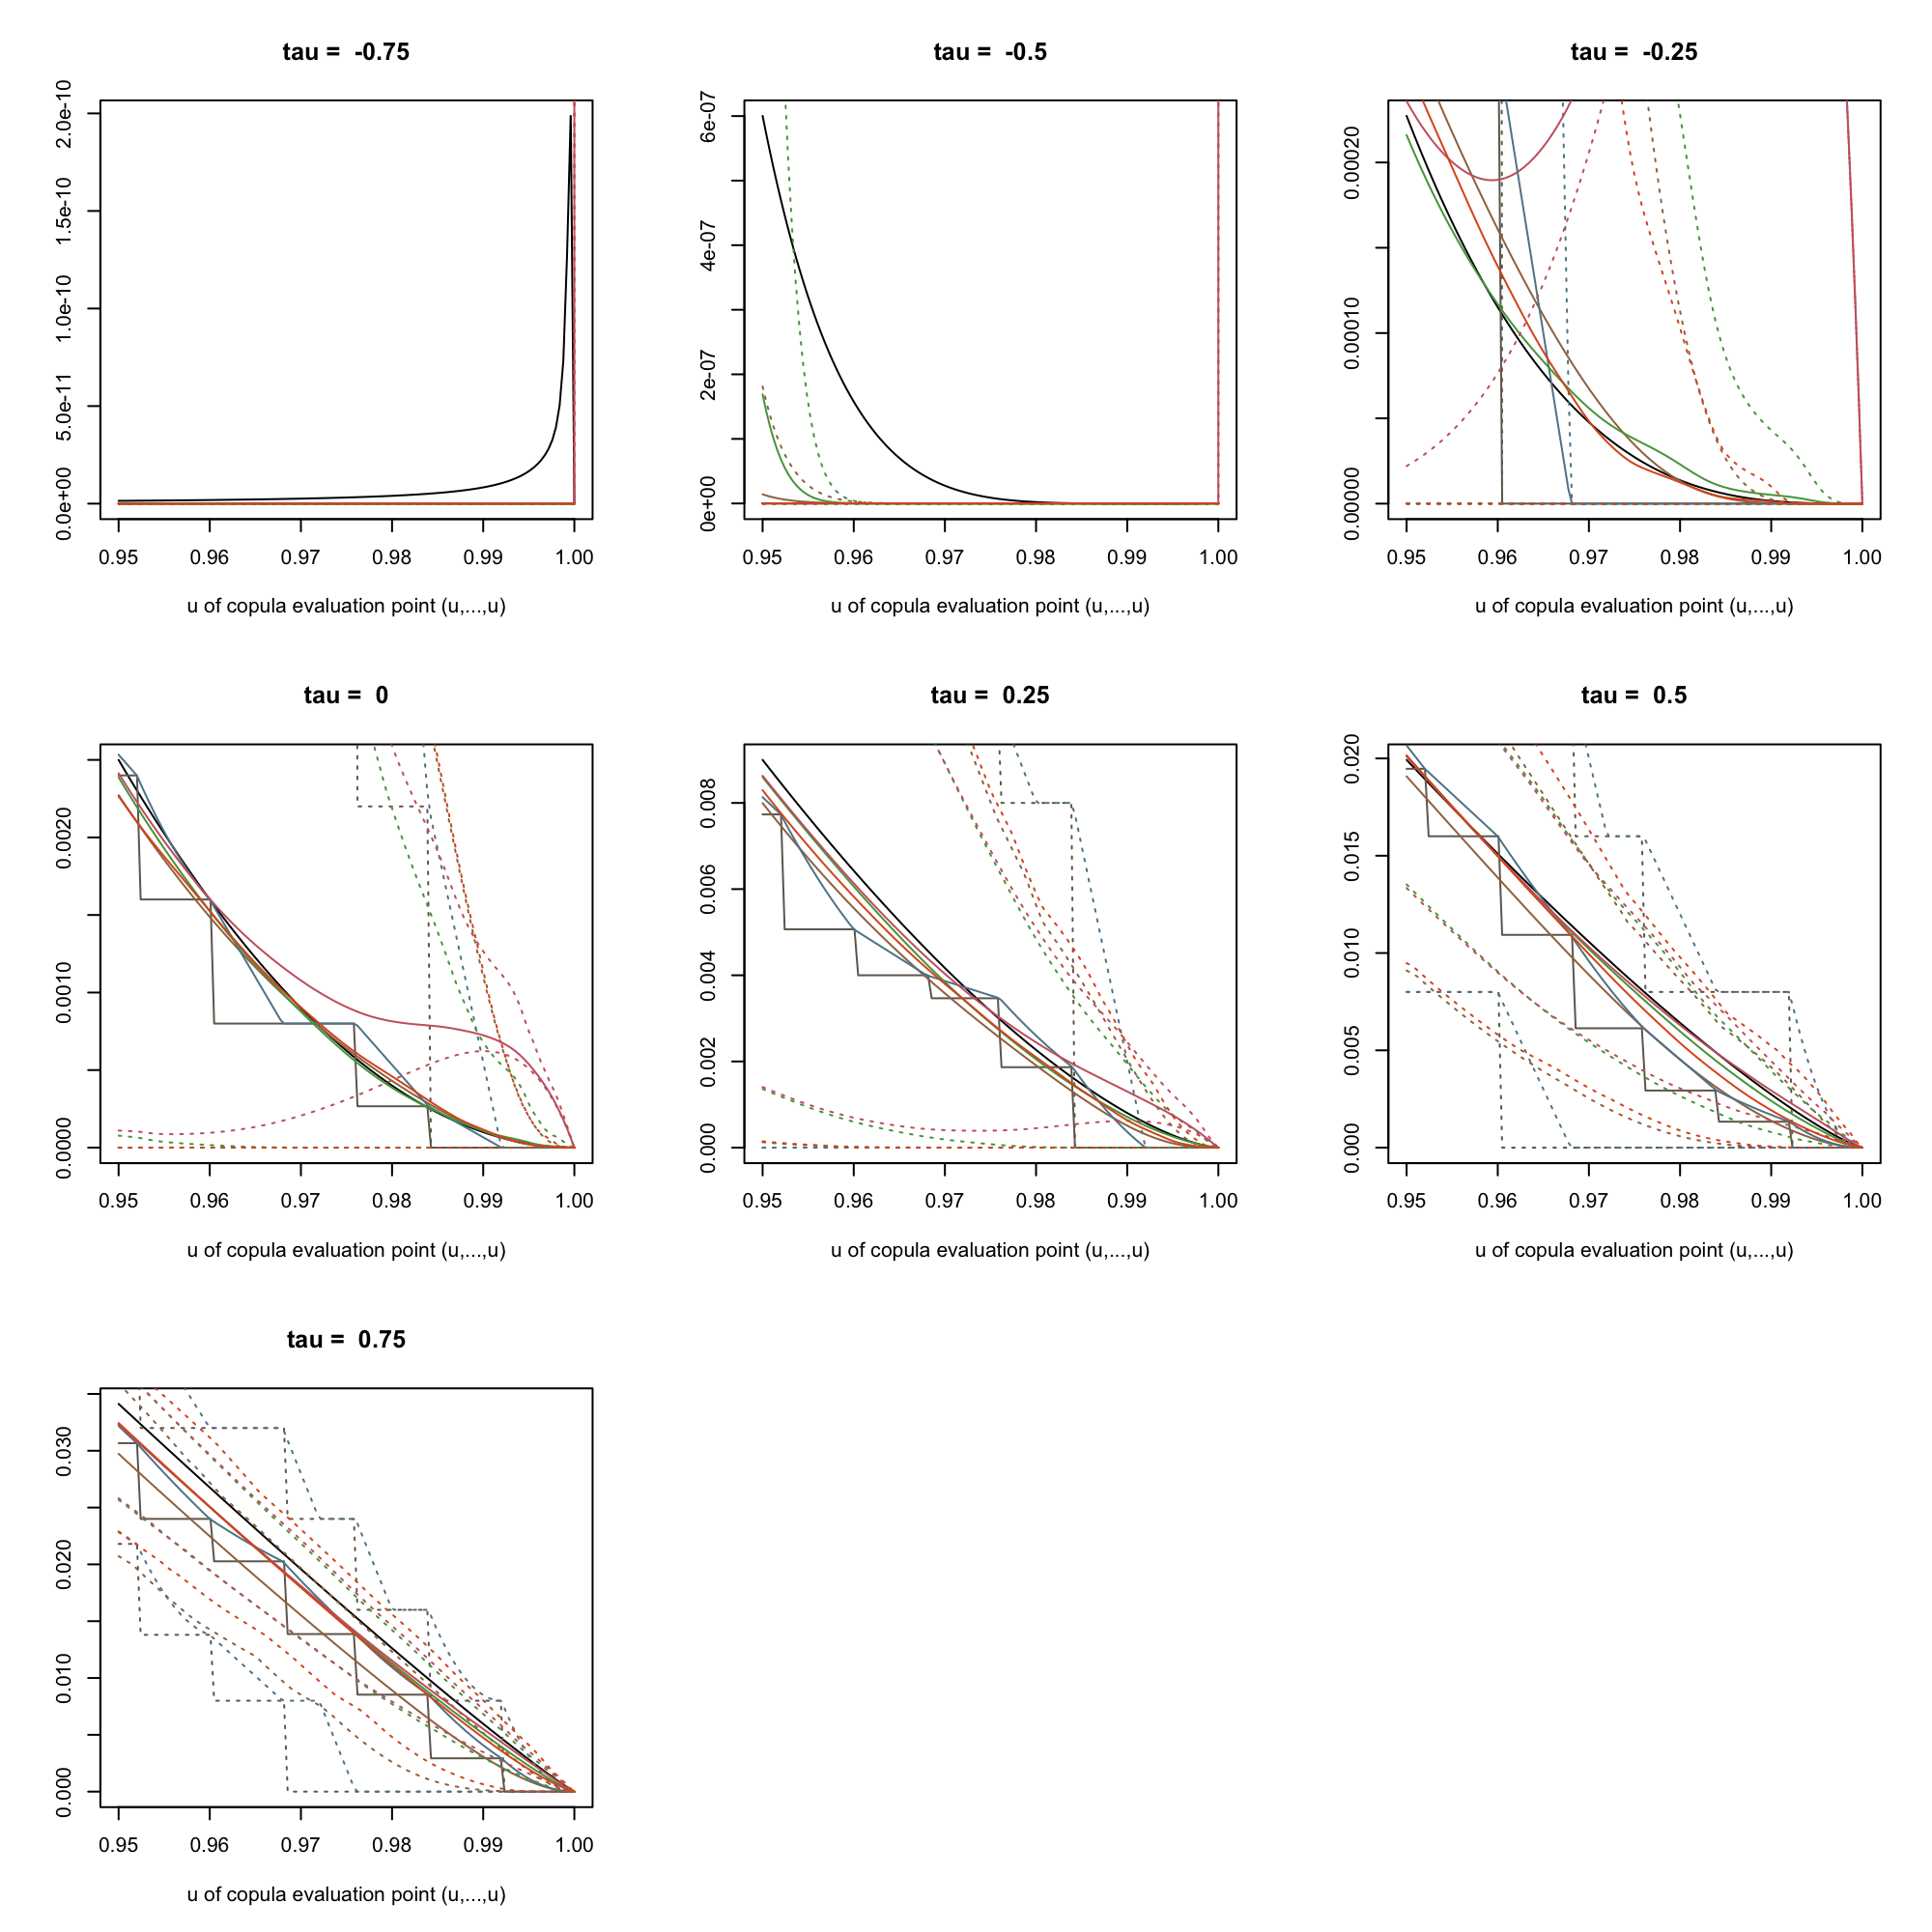 tau =  -0.75
2.0e-10
1.5e-10
1.0e-10
5.0e-11
0.0e+00
0.95 0.96 0.97 0.98 0.99 1.00
u of copula evaluation point (u,...,u)
tau =  -0.5
6e-07
4e-07
2e-07
0e+00
0.95 0.96 0.97 0.98 0.99 1.00
u of copula evaluation point (u,...,u)
tau =  -0.25
0.00020
0.00010
0.00000
0.95 0.96 0.97 0.98 0.99 1.00
u of copula evaluation point (u,...,u)
tau =  0
0.0020
0.0010
0.0000
0.95 0.96 0.97 0.98 0.99 1.00
u of copula evaluation point (u,...,u)
tau =  0.25
0.008
0.006
0.004
0.002
0.000
0.95 0.96 0.97 0.98 0.99 1.00
u of copula evaluation point (u,...,u)
tau =  0.5
0.020
0.015
0.010
0.005
0.000
0.95 0.96 0.97 0.98 0.99 1.00
u of copula evaluation point (u,...,u)
tau =  0.75
0.030
0.020
0.010
0.000
0.95 0.96 0.97 0.98 0.99 1.00
u of copula evaluation point (u,...,u)